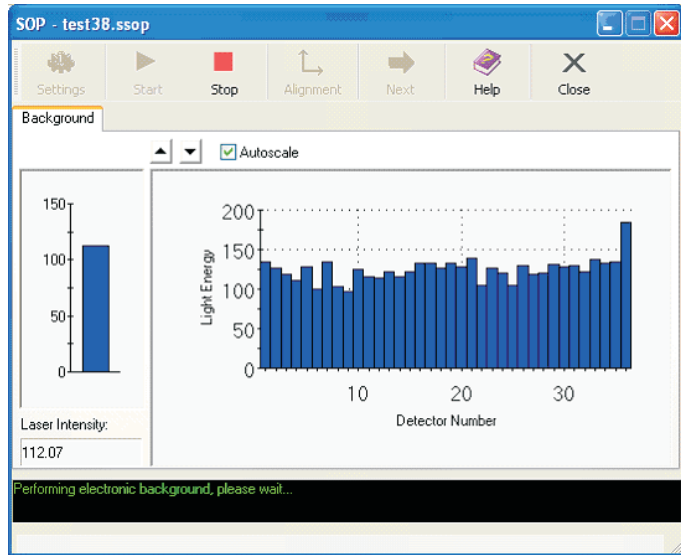 SOP - test38.ssop
Settings Start Stop Alignment Next Help Close
Background
Autoscale
150
100
50
0
200
150
100
50
0
Light Energy
10 20 30
Detector Number
Laser Intensity:
112.07
Performing electronic background, please wait...